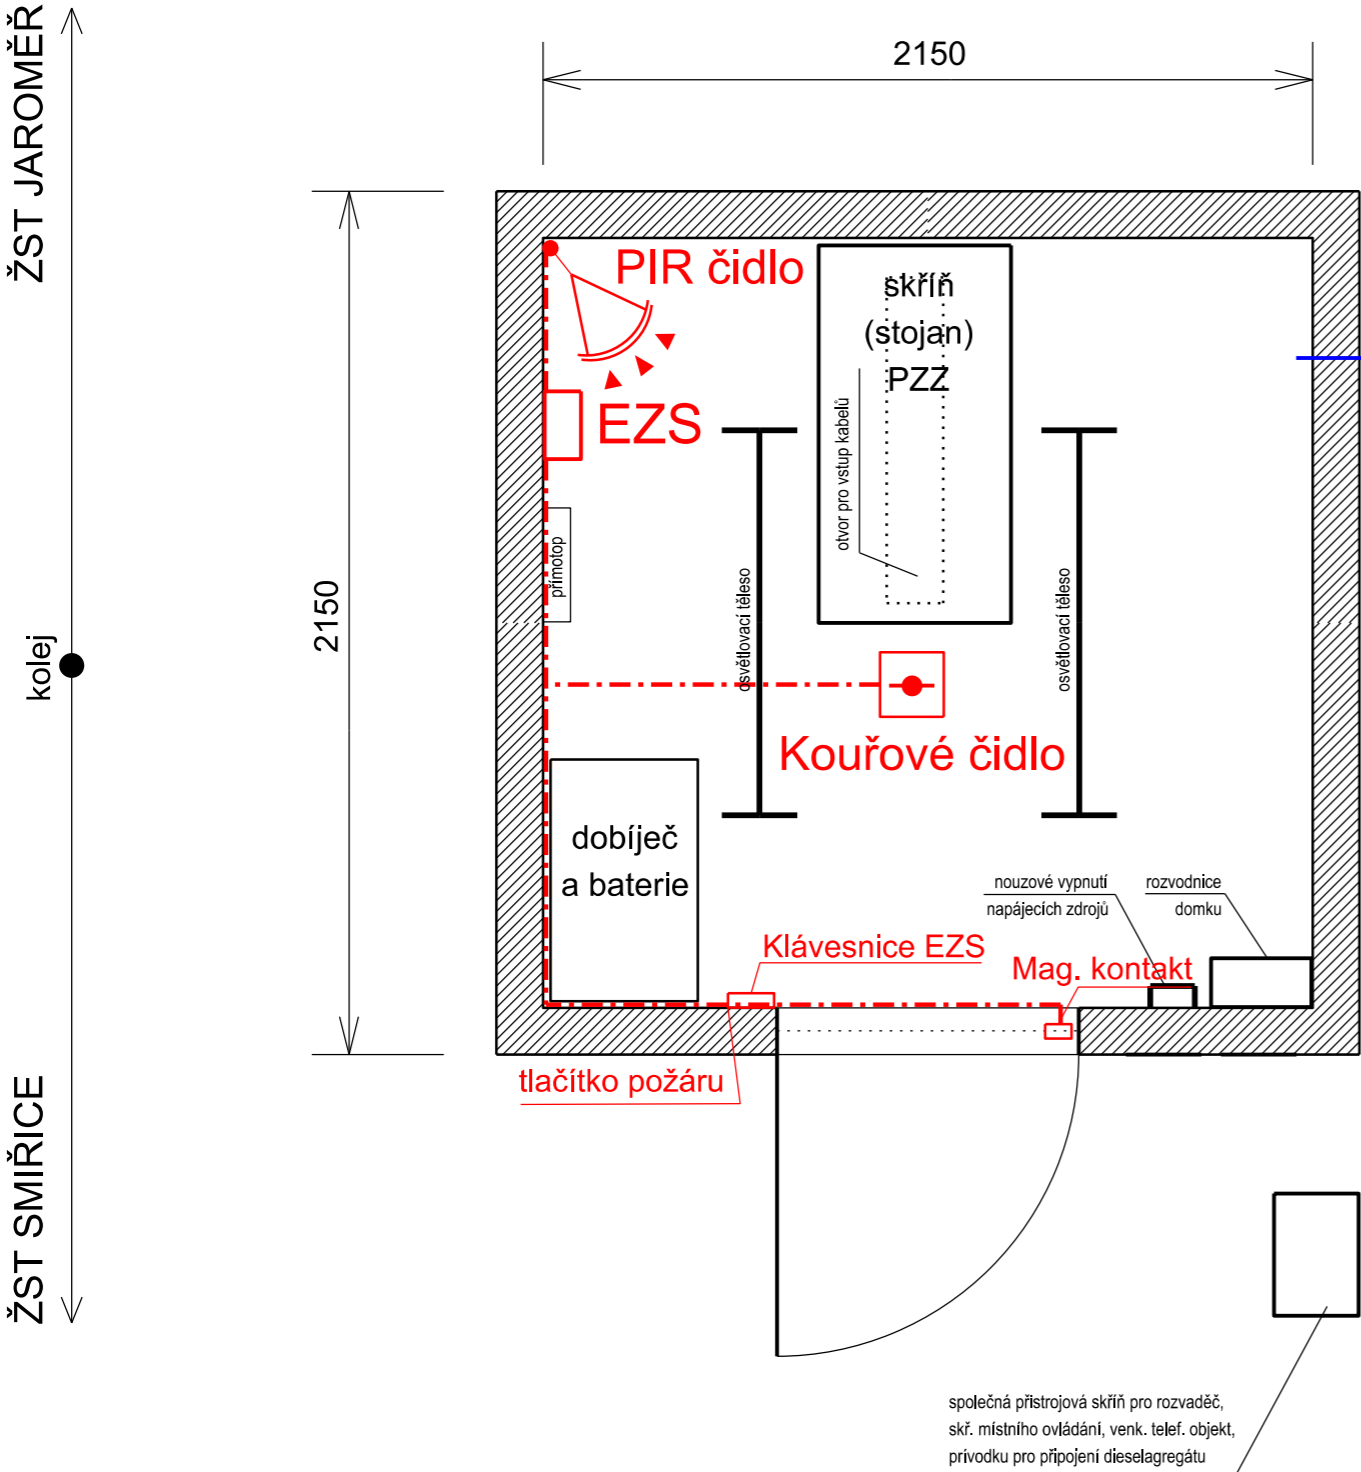 ŽST JAROMĚŘ
2150
PIR čidlo
skříň
(stojan)
PZZ
EZS
otvor pro vstup kabelů
přímotop
osvětlovací těleso
osvětlovací těleso
2150
kolej
Kouřové čidlo
dobíječ
a baterie
nouzové vypnutí
napájecích zdrojů
rozvodnice
domku
Klávesnice EZS
Mag. kontakt
tlačítko požáru
ŽST SMIŘICE
společná přistrojová skříň pro rozvaděč,
skř. místního ovládání, venk. telef. objekt,
prívodku pro připojení dieselagregátu